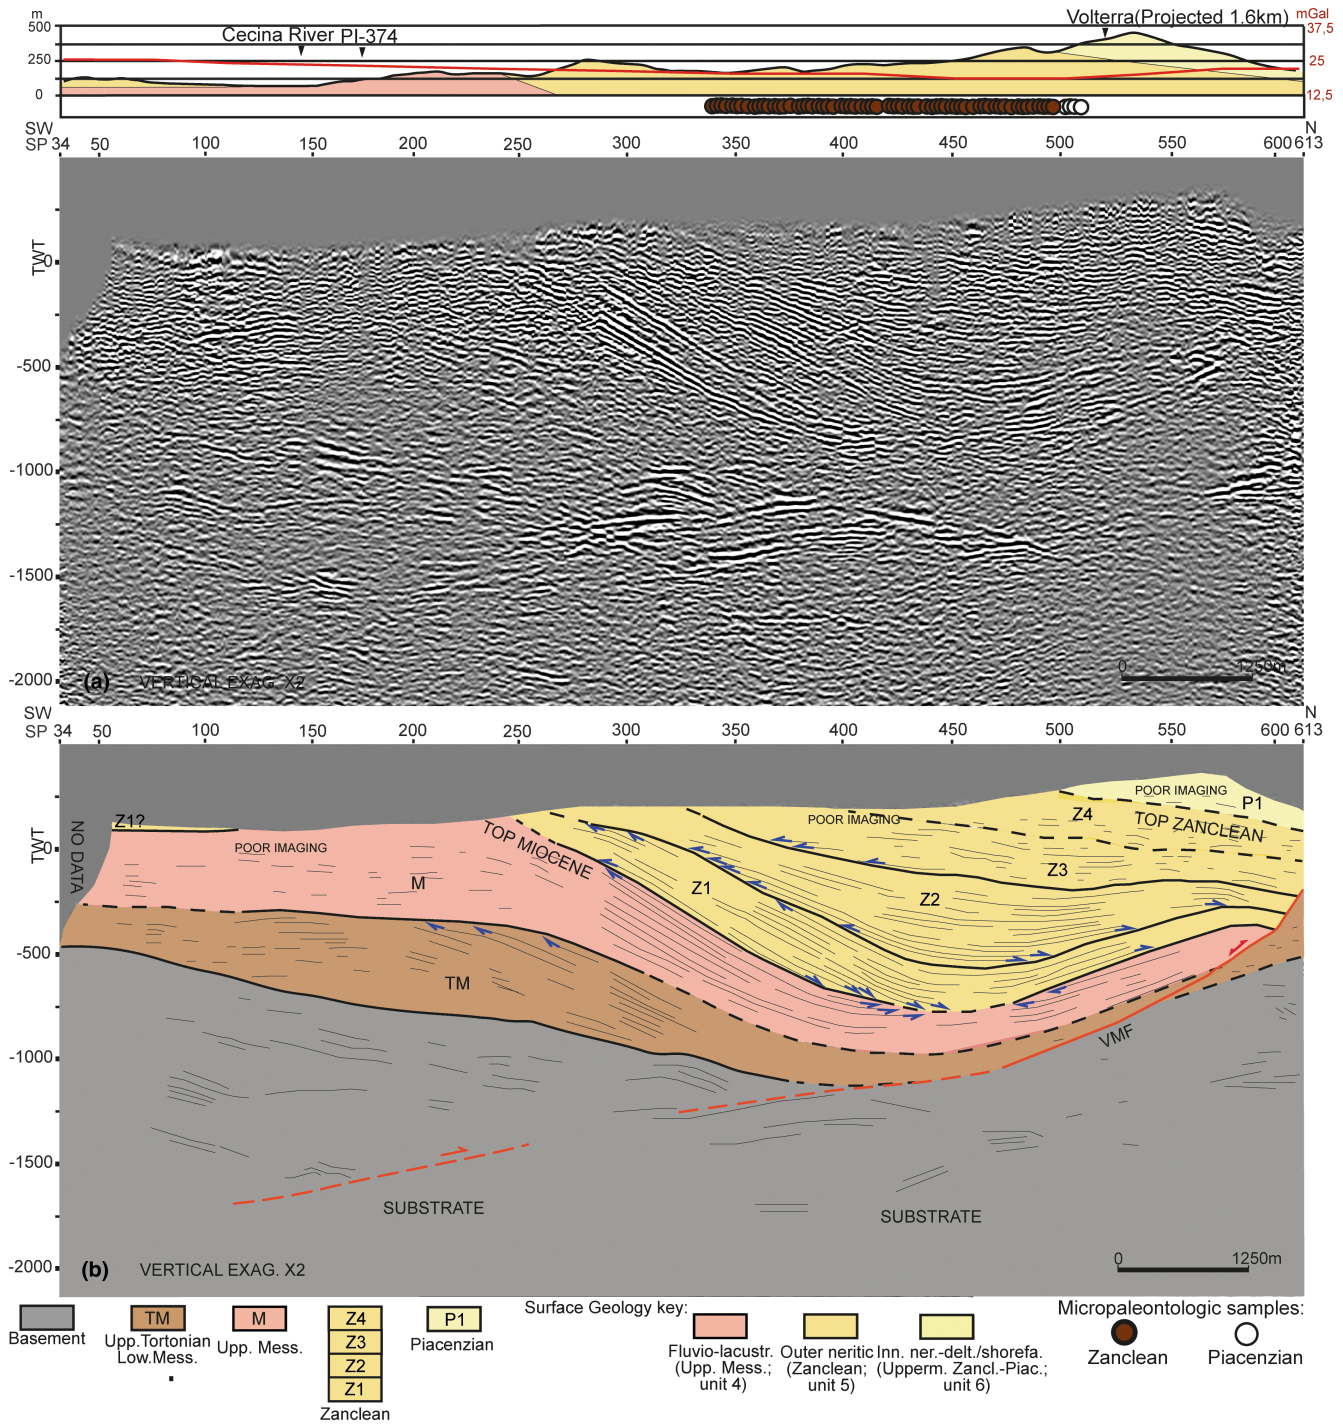 m
Volterra(Projected 1.6km) mGal
500 37,5
Cecina River PI-374
250 25
0 12,5
SW N
SP 34 50 100 150 200 250 300 350 400 450 500 550 600 613
TWT
0
-500
-1000
-1500
-2000
(a) VERTICAL EXAG. X2
0 1250m
SW N
SP 34 50 100 150 200 250 300 350 400 450 500 550 600 613
POOR IMAGING
P1
Z1?
Z4
POOR IMAGING
TOP ZANCLEAN
TOP MIOCENE
TWT
0
NO DATA
POOR IMAGING
Z3
M
Z1
Z2
-500
TM
VMF
-1000
-1500
SUBSTRATE
SUBSTRATE
-2000
(b) VERTICAL EXAG. X2
0 1250m
Basement
TM
Upp.Tortonian
Low.Mess.
M
Upp. Mess.
Z4
Z3
Z2
Z1
Zanclean
P1
Piacenzian
Surface Geology key:
Fluvio-lacustr.
(Upp. Mess.;
unit 4)
Outer neritic
(Zanclean;
unit 5)
Inn. ner.-delt./shorefa.
(Upperm. Zancl.-Piac.;
unit 6)
Micropaleontologic samples:
Zanclean
Piacenzian